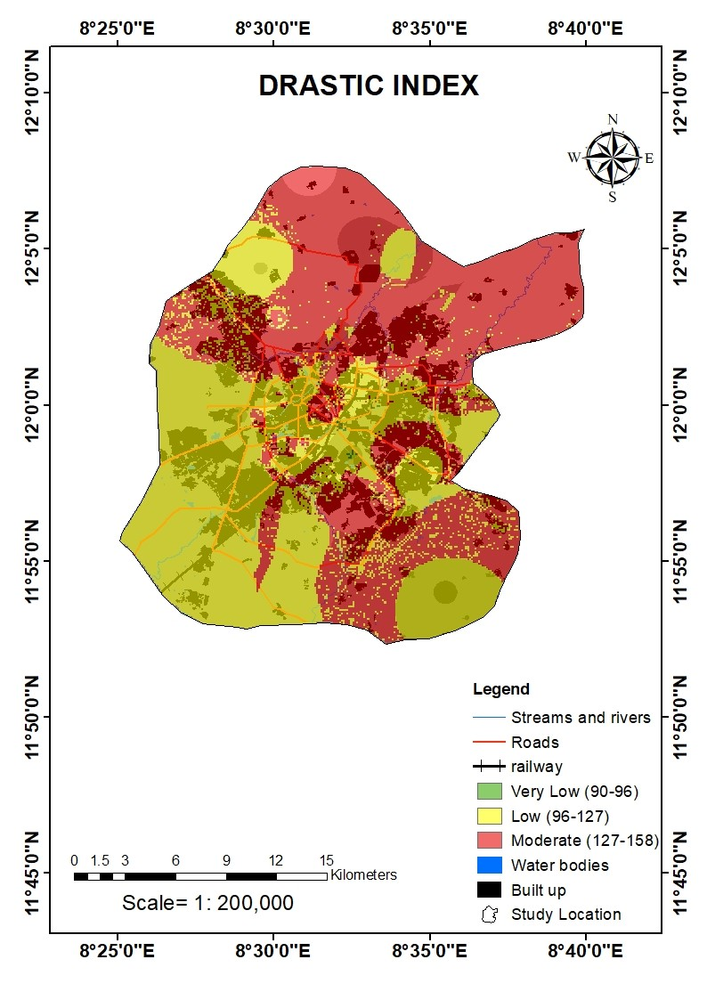 8°25'0"E 8°30'0"E 8°35'0"E 8°40'0"E
DRASTIC INDEX
N
W E
S
12°10'0"N 12°10'0"N
12°5'0"N 12°5'0"N
12°0'0"N 12°0'0"N
11°55'0"N 11°55'0"N
11°50'0"N 11°50'0"N
11°45'0"N 11°45'0"N
Legend
Streams and rivers
Roads
railway
Very Low (90-96)
Low (96-127)
Moderate (127-158)
Water bodies
Built up
Study Location
0 1.5 3 6 9 12 15
Kilometers
Scale= 1: 200,000
8°25'0"E 8°30'0"E 8°35'0"E 8°40'0"E